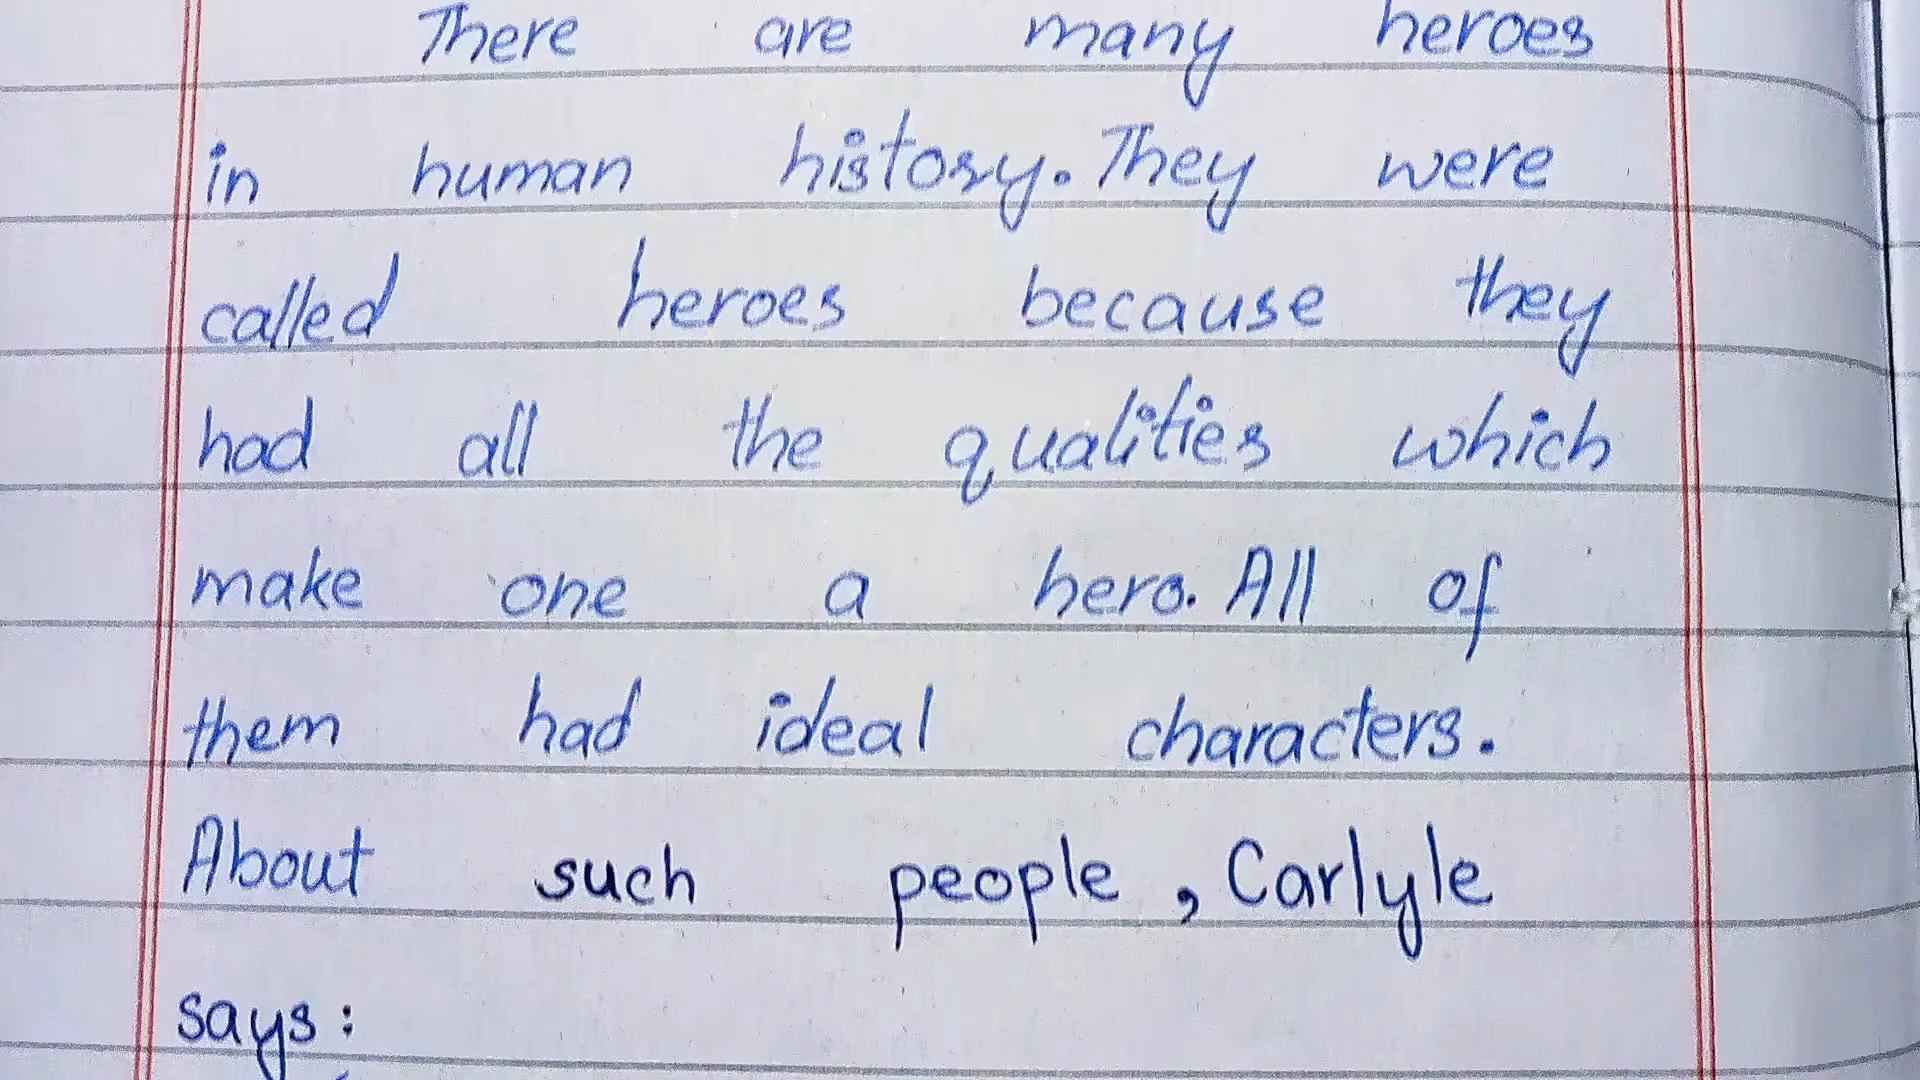 There are many heroes
in human history. They were
called heroes because they
had all the qualities which
make one a hero. All of
them had ideal characters.
About such people, Carlyle
says: